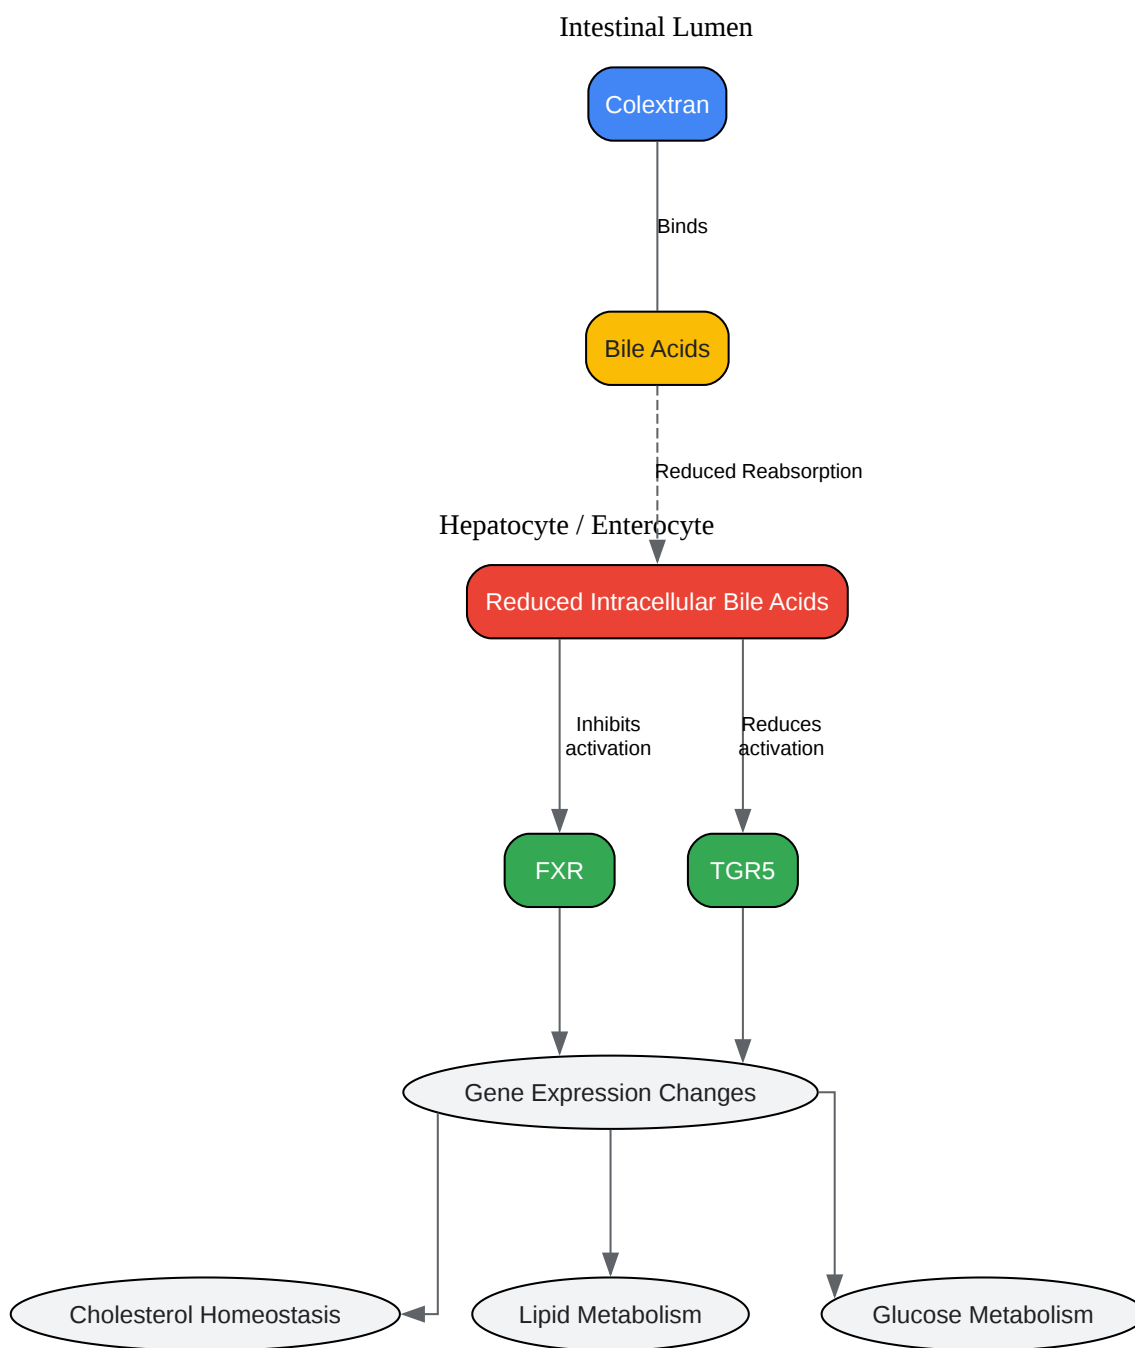 Intestinal Lumen
Colextran
Binds
Bile Acids
Reduced Reabsorption
Hepatocyte / Enterocyte
Reduced Intracellular Bile Acids
Inhibits
activation
Reduces
activation
FXR
TGR5
Gene Expression Changes
Cholesterol Homeostasis
Lipid Metabolism
Glucose Metabolism